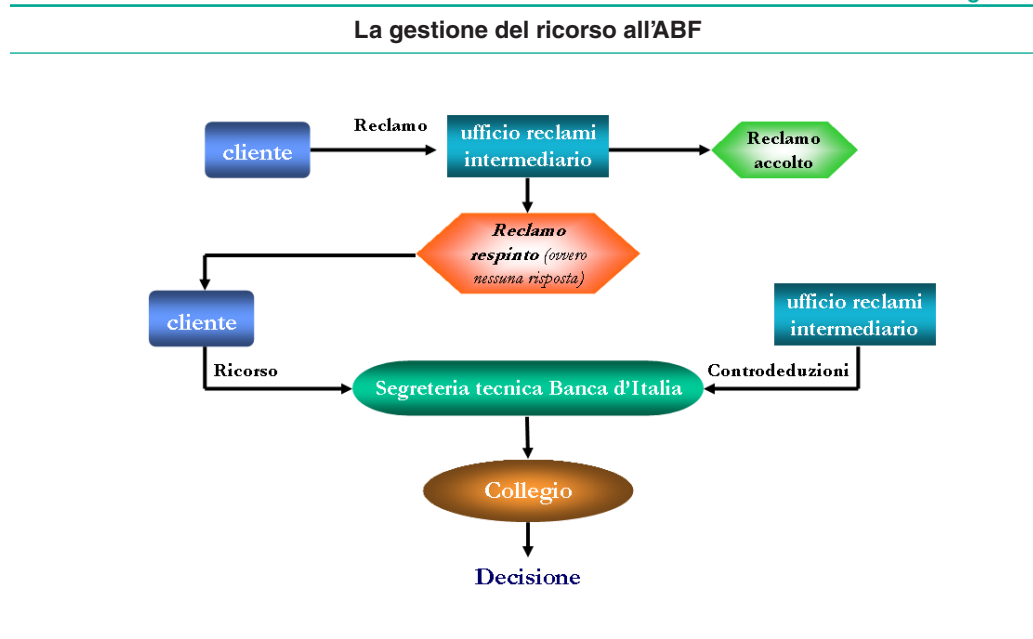 La gestione del ricorso all'ABF
cliente
Reclamo
ufficio reclami
intermediario
Reclamo
accolto
Reclamo
respinto (ovvero
nessuna risposta)
cliente
ufficio reclami
intermediario
Ricorso
Controdeduzioni
Segreteria tecnica Banca d'Italia
Collegio
Decisione